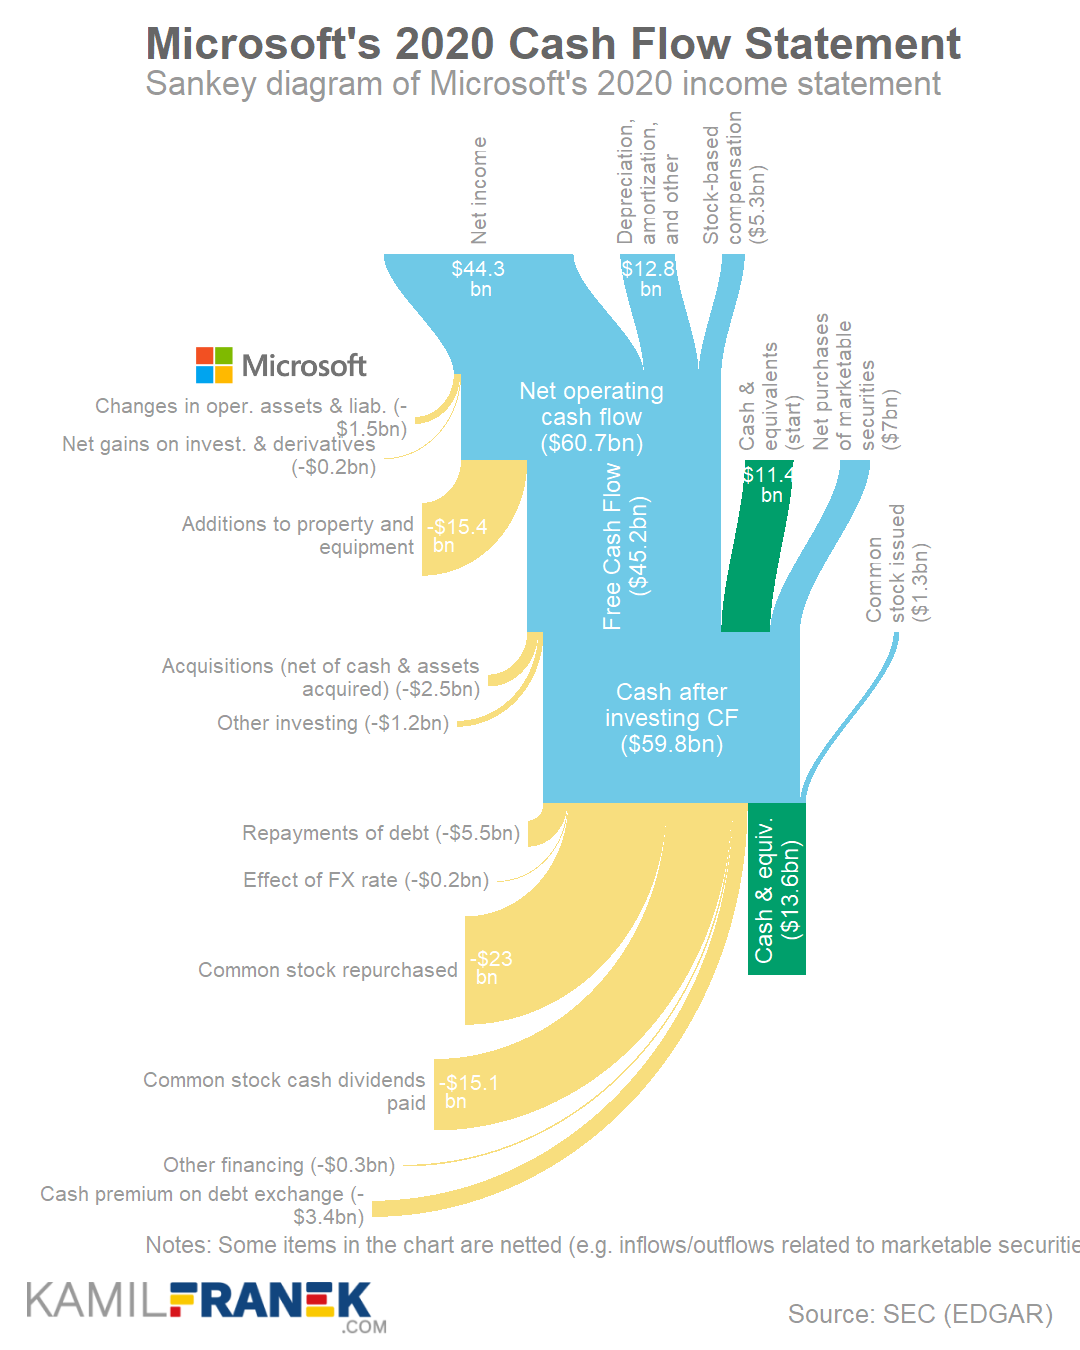 Microsoft's 2020 Cash Flow Statement
Sankey diagram of Microsoft's 2020 income statement
Net income
Depreciation,
amortization,
and other
Stock-based
compensation
($5.3bn)
$44.3
bn
$12.8
bn
Microsoft
Changes in oper. assets & liab. (-
$1.5bn)
Net gains on invest. & derivatives
(-$0.2bn)
Net operating
cash flow
($60.7bn)
Cash &
equivalents
(start)
Net purchases
of marketable
securities
($7bn)
$11.4
bn
Additions to property and
equipment
-$15.4
bn
Free Cash Flow
($45.2bn)
Common
stock issued
($1.3bn)
Acquisitions (net of cash & assets
acquired) (-$2.5bn)
Other investing (-$1.2bn)
Cash after
investing CF
($59.8bn)
Repayments of debt (-$5.5bn)
Effect of FX rate (-$0.2bn)
Cash & equiv.
($13.6bn)
Common stock repurchased
-$23
bn
Common stock cash dividends
paid
-$15.1
bn
Other financing (-$0.3bn)
Cash premium on debt exchange (-
$3.4bn)
Notes: Some items in the chart are netted (e.g. inflows/outflows related to marketable securitie
KAMILFRANEK
.COM
Source: SEC (EDGAR)